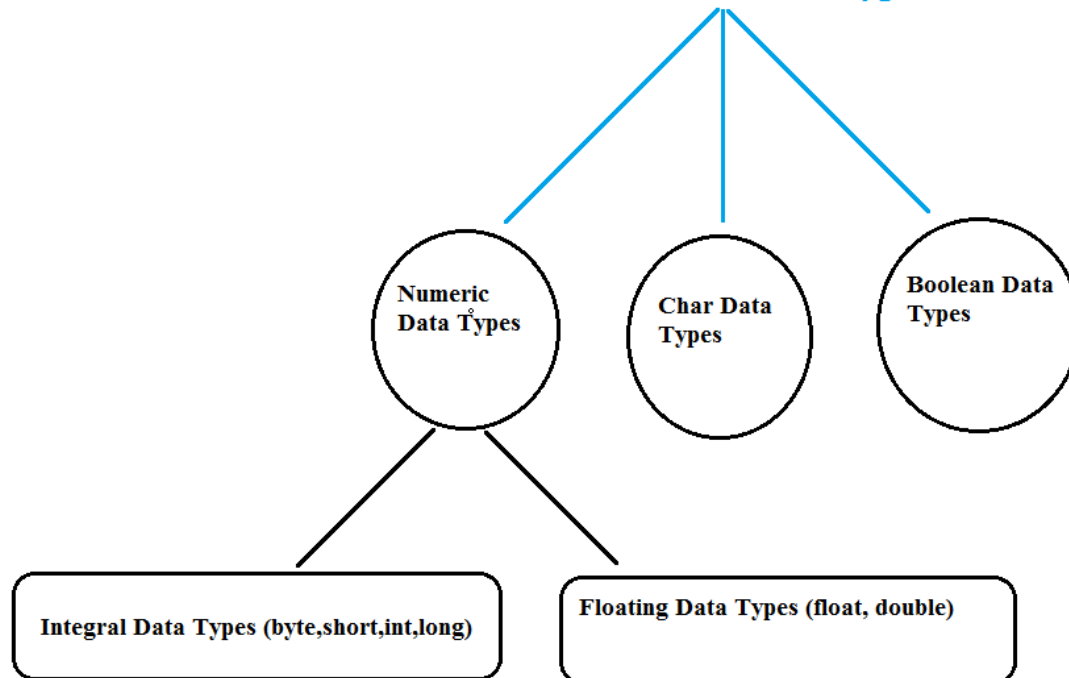 Numeric
Data Types
Char Data
Types
Boolean Data
Types
Integral Data Types (byte,short,int,long)
Floating Data Types (float, double)